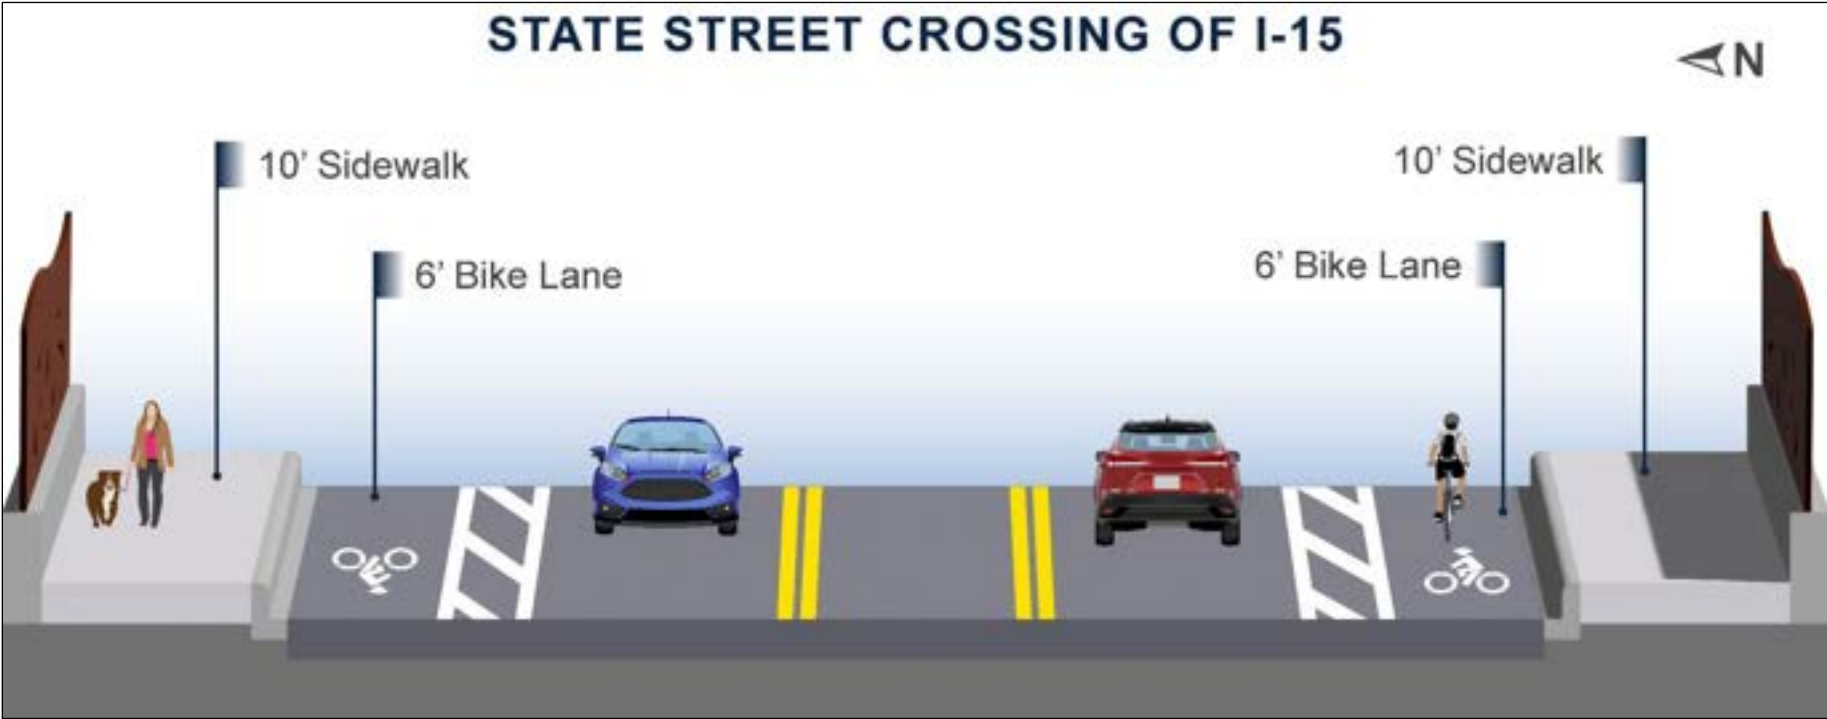 STATE STREET CROSSING OF I-15
N
10’ Sidewalk
10’ Sidewalk
6’ Bike Lane
6’ Bike Lane